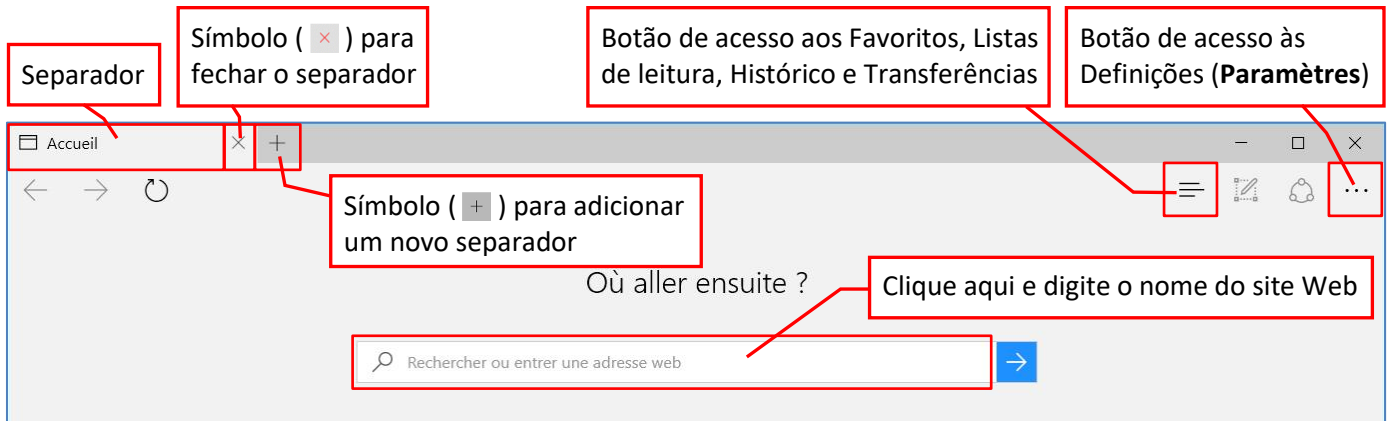 Separador
Símbolo ( × ) para
fechar o separador
Botão de acesso aos Favoritos, Listas
de leitura, Histórico e Transferências
Botão de acesso às
Definições (Paramètres)
Accueil
Símbolo ( + ) para adicionar
um novo separador
Où aller ensuite ?
Clique aqui e digite o nome do site Web
Rechercher ou entrer une adresse web